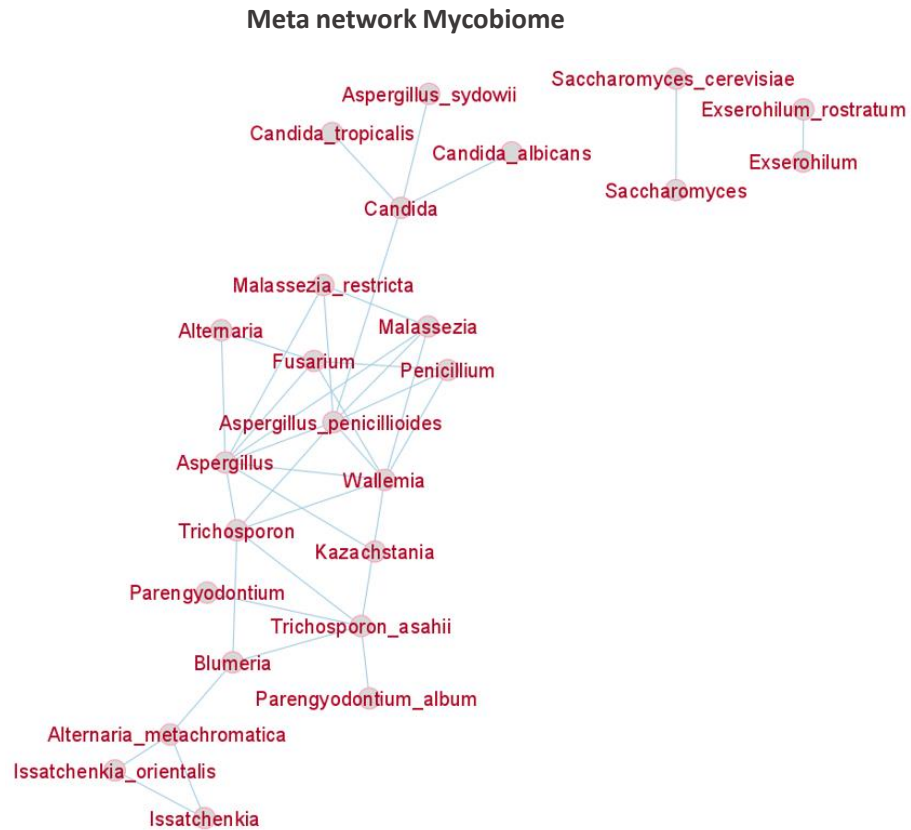 Meta network Mycobiome
Saccharomyces_cerevisiae
Aspergillus_sydowii
Exserohilum_rostratum
Candida_tropicalis
Candida_albicans
Exserohilum
Saccharomyces
Candida
Malassezia_restricta
Malassezia
Alternaria
Fusarium
Penicillium
Aspergillus_penicillioides
Aspergillus
Wallemia
Trichosporon
Kazachstania
Parengyodontium
Trichosporon_asahii
Blumeria
Parengyodontium_album
Alternaria_metachromatica
Issatchenkia_orientalis
Issatchenkia